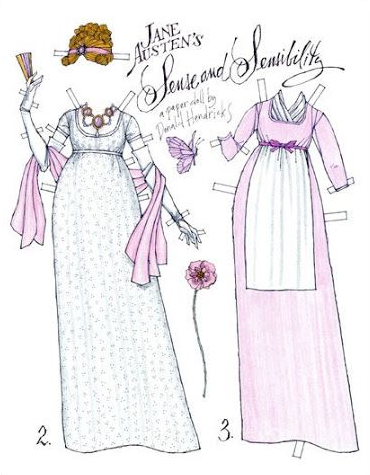 JANE
AUSTEN'S
Sense and Sensibility
a paper doll by
Donald Hendricks
2.
3.